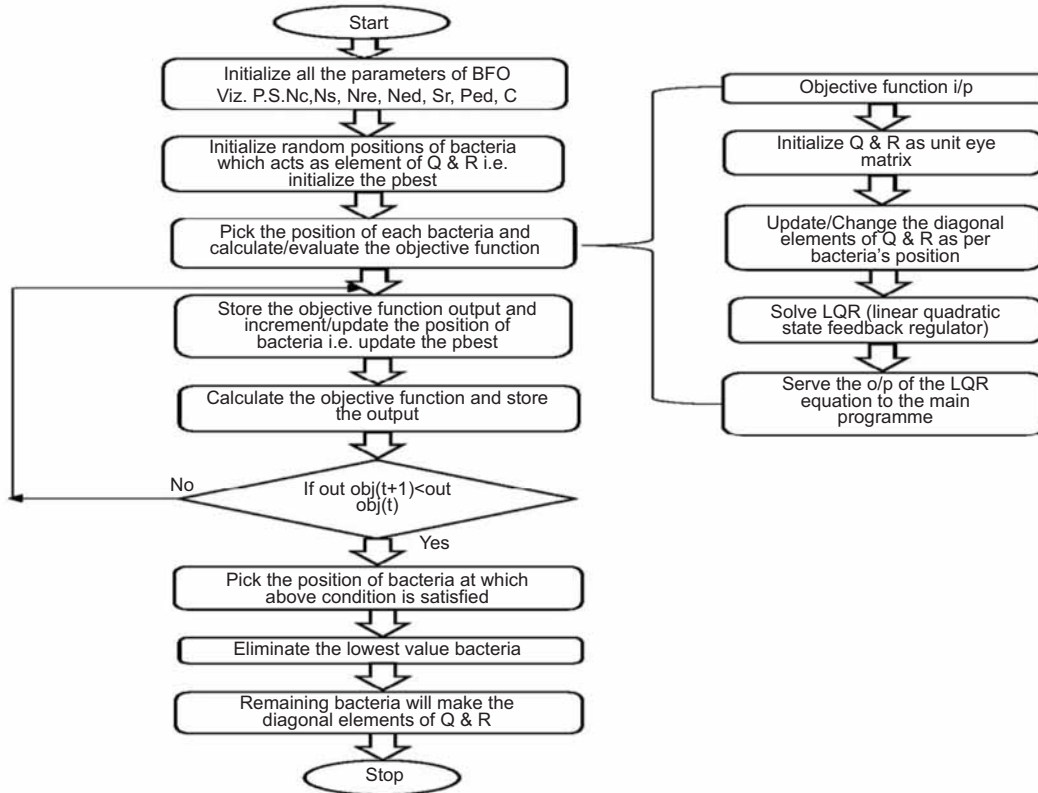 Start
Initialize all the parameters of BFO
Viz. P.S.Nc,Ns, Nre, Ned, Sr, Ped, C
Initialize random positions of bacteria
which acts as element of Q & R i.e.
initialize the pbest
Pick the position of each bacteria and
calculate/evaluate the objective function
Store the objective function output and
increment/update the position of
bacteria i.e. update the pbest
Calculate the objective function and store
the output
No
If out obj(t+1)<out
obj(t)
Yes
Pick the position of bacteria at which
above condition is satisfied
Eliminate the lowest value bacteria
Remaining bacteria will make the
diagonal elements of Q & R
Stop
Objective function i/p
Initialize Q & R as unit eye
matrix
Update/Change the diagonal
elements of Q & R as per
bacteria's position
Solve LQR (linear quadratic
state feedback regulator)
Serve the o/p of the LQR
equation to the main
programme